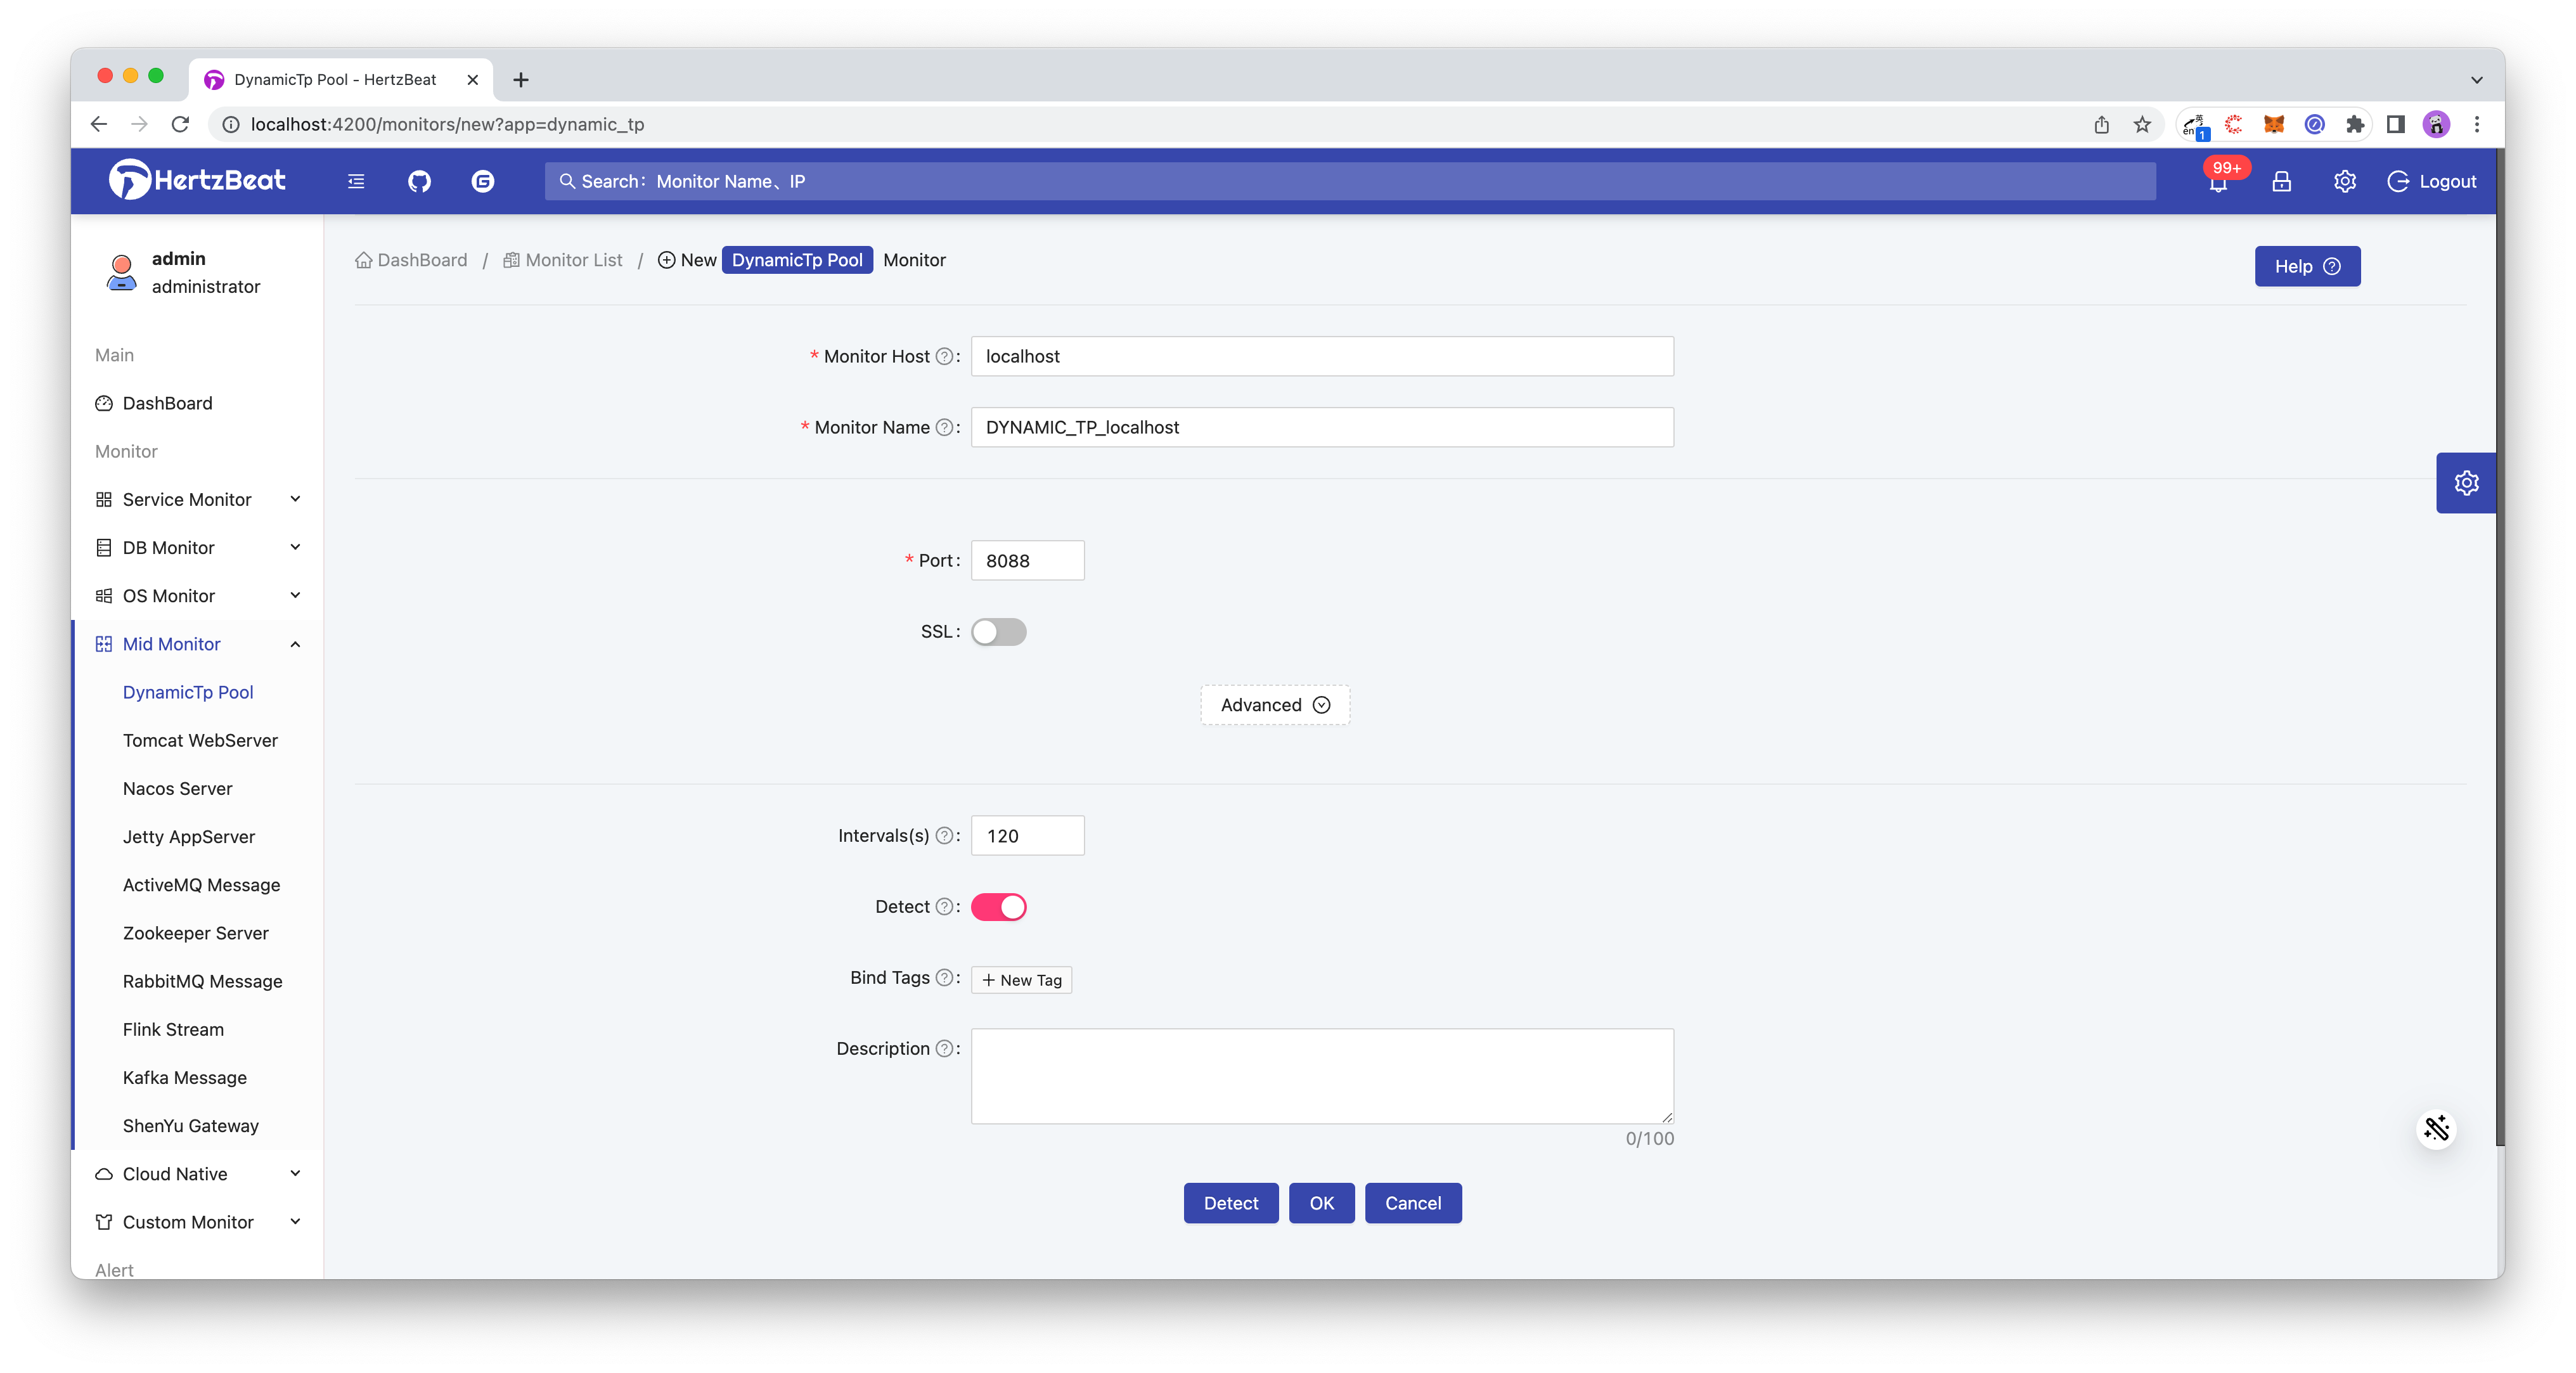 DynamicTp Pool - HertzBeat
localhost:4200/monitors/new?app=dynamic_tp
英
en
1
HertzBeat
Search: Monitor Name、IP
99+
Logout
admin
administrator
DashBoard / Monitor List / New DynamicTp Pool Monitor
Help
Main
DashBoard
Monitor
Service Monitor
DB Monitor
OS Monitor
Mid Monitor
DynamicTp Pool
Tomcat WebServer
Nacos Server
Jetty AppServer
ActiveMQ Message
Zookeeper Server
RabbitMQ Message
Flink Stream
Kafka Message
ShenYu Gateway
Cloud Native
Custom Monitor
Alert
* Monitor Host : localhost
* Monitor Name : DYNAMIC_TP_localhost
* Port : 8088
SSL :
Advanced
Intervals(s) : 120
Detect :
Bind Tags : + New Tag
Description :
0/100
Detect OK Cancel